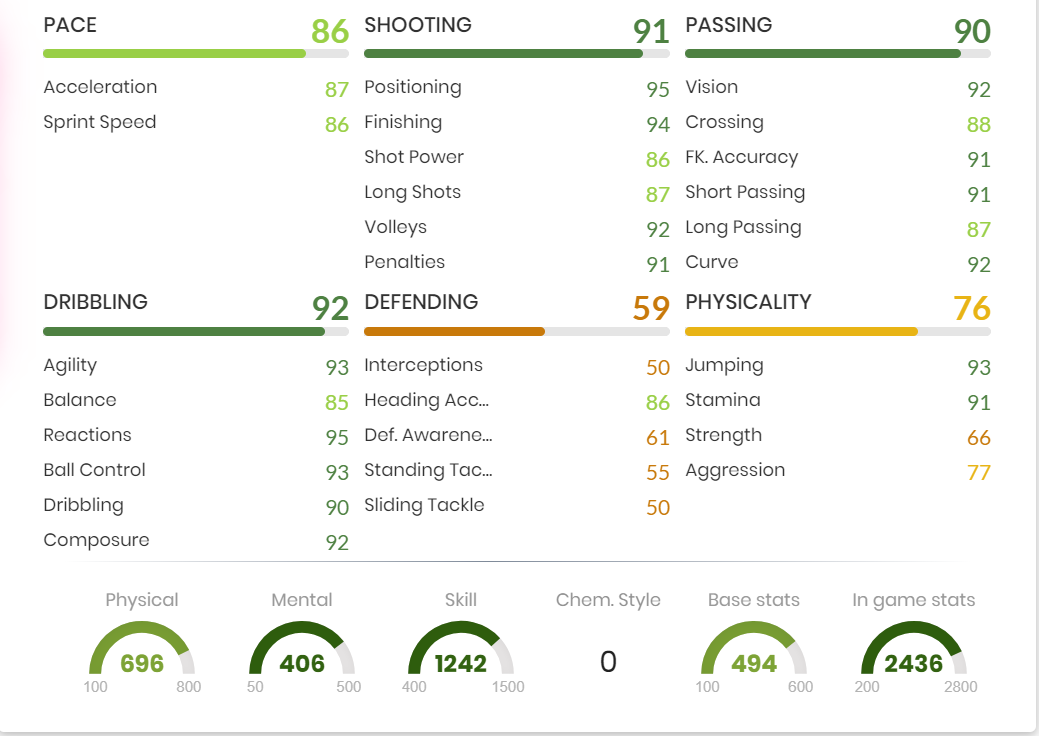 PACE 86
Acceleration 87
Sprint Speed 86
SHOOTING 91
Positioning 95
Finishing 94
Shot Power 86
Long Shots 87
Volleys 92
Penalties 91
PASSING 90
Vision 92
Crossing 88
FK. Accuracy 91
Short Passing 91
Long Passing 87
Curve 92
DRIBBLING 92
Agility 93
Balance 85
Reactions 95
Ball Control 93
Dribbling 90
Composure 92
DEFENDING 59
Interceptions 50
Heading Acc... 86
Def. Awarene... 61
Standing Tac... 55
Sliding Tackle 50
PHYSICALITY 76
Jumping 93
Stamina 91
Strength 66
Aggression 77
Physical
696
100 800
Mental
406
50 500
Skill
1242
400 1500
Chem. Style
0
Base stats
494
100 600
In game stats
2436
200 2800